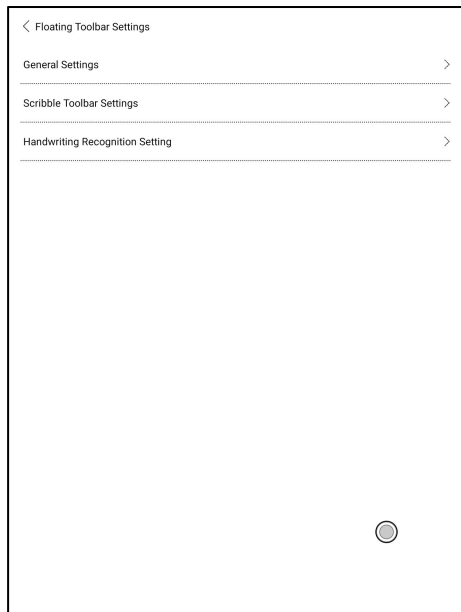 Floating Toolbar Settings
General Settings
Scribble Toolbar Settings
Handwriting Recognition Setting